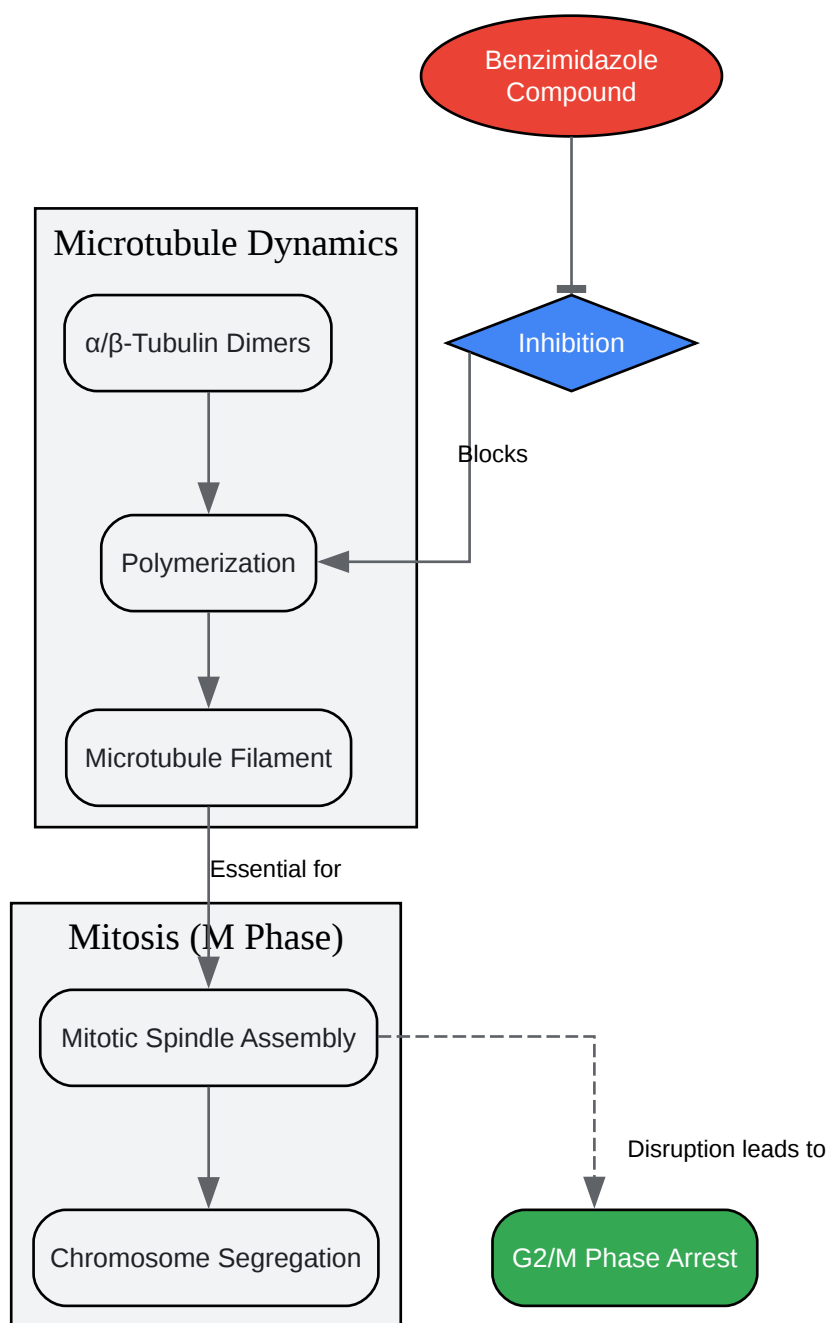 Benzimidazole
Compound
Microtubule Dynamics
α/β-Tubulin Dimers
Inhibition
Blocks
Polymerization
Microtubule Filament
Essential for
Mitosis (M Phase)
Mitotic Spindle Assembly
Disruption leads to
Chromosome Segregation
G2/M Phase Arrest